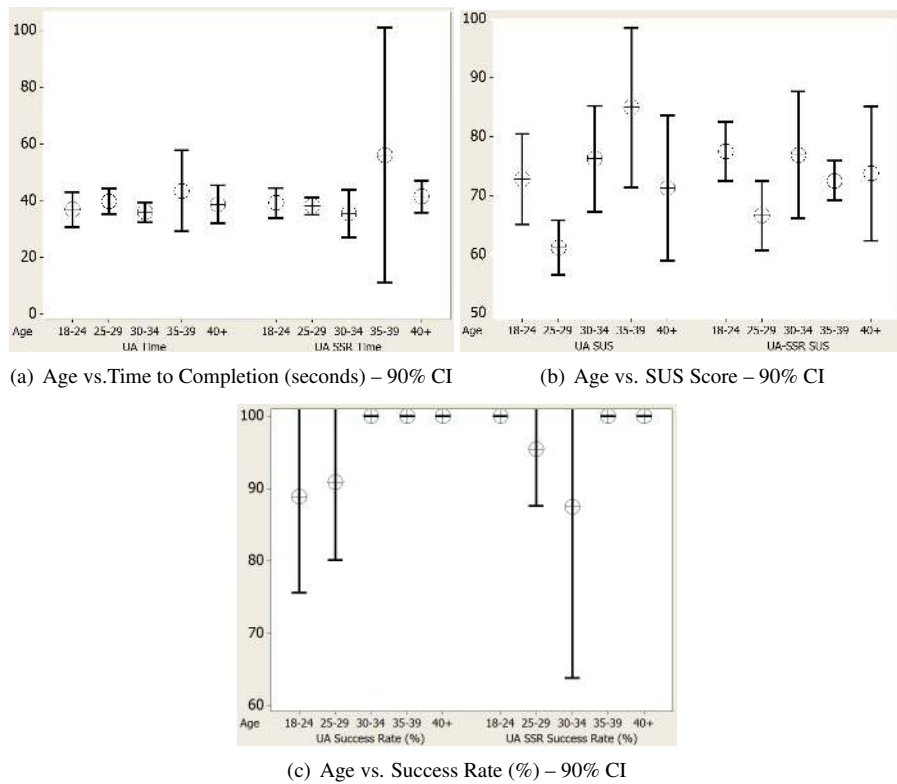 100
80
60
40
20
0
Age 18-24 25-29 30-34 35-39 40+ 18-24 25-29 30-34 35-39 40+
UA Time UA SSR Time
(a) Age vs.Time to Completion (seconds) – 90% CI
100
90
80
70
60
50
Age 18-24 25-29 30-34 35-39 40+ 18-24 25-29 30-34 35-39 40+
UA SUS UA-SSR SUS
(b) Age vs. SUS Score – 90% CI
100
90
80
70
60
Age 18-24 25-29 30-34 35-39 40+ 18-24 25-29 30-34 35-39 40+
UA Success Rate (%) UA SSR Success Rate (%)
(c) Age vs. Success Rate (%) – 90% CI